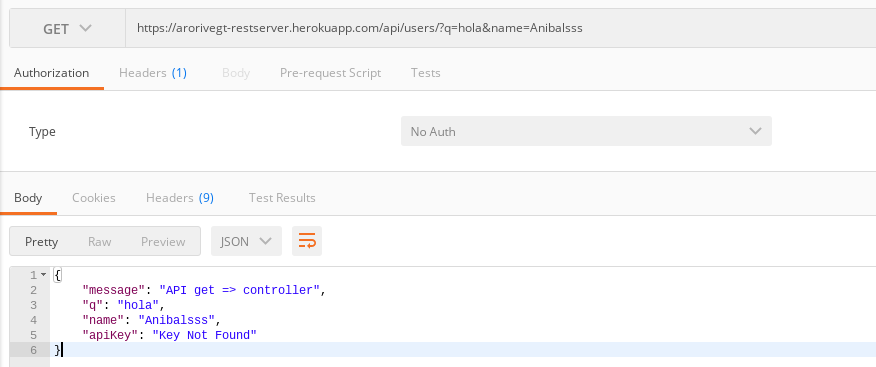 GET https://arorivegt-restserver.herokuapp.com/api/users/?q=hola&name=Anibalsss
Authorization Headers (1) Body Pre-request Script Tests
Type No Auth
Body Cookies Headers (9) Test Results
Pretty Raw Preview JSON
1 {
2 "message": "API get => controller",
3 "q": "hola",
4 "name": "Anibalsss",
5 "apiKey": "Key Not Found"
6 }